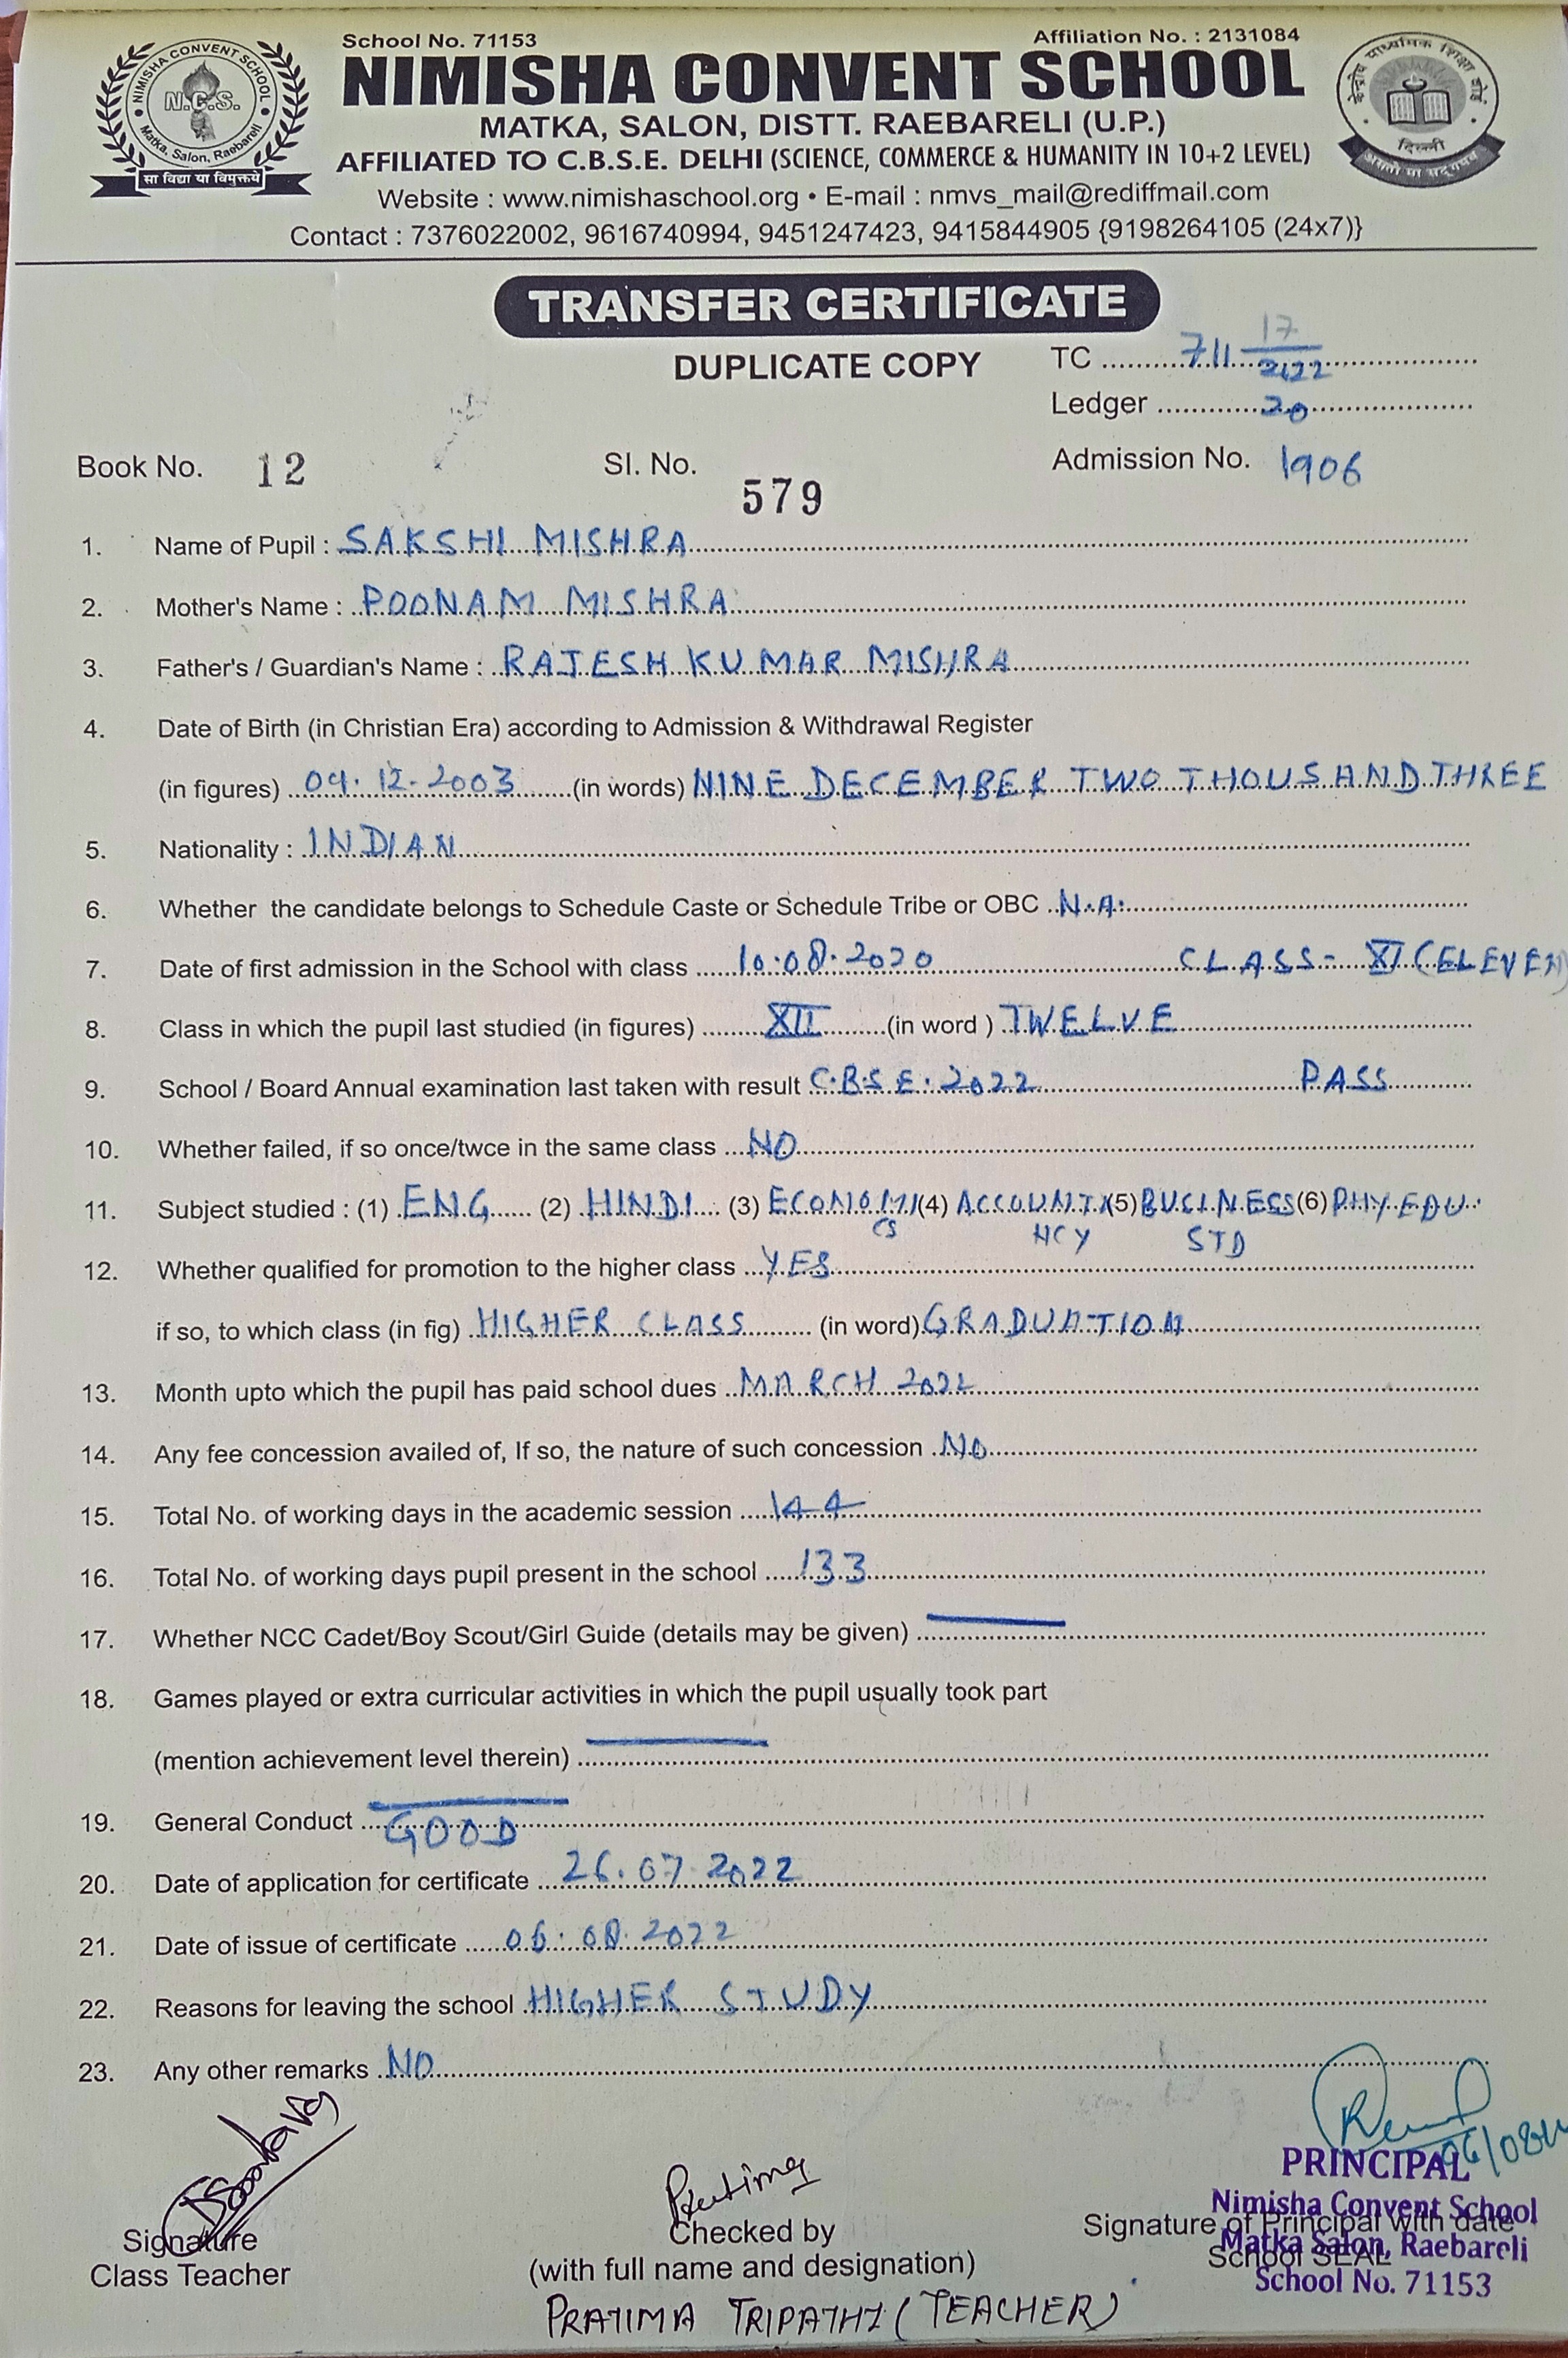 School No. 71153
Affiliation No. : 2131084
NIMISHA CONVENT SCHOOL
N.C.S.
Matka, Salon, Raebareli
सा विद्या या विमुक्तये
केन्द्रीय माध्यमिक शिक्षा बोर्ड
दिल्ली
असतो मा सद्गमय
NIMISHA CONVENT SCHOOL
MATKA, SALON, DISTT. RAEBARELI (U.P.)
AFFILIATED TO C.B.S.E. DELHI (SCIENCE, COMMERCE & HUMANITY IN 10+2 LEVEL)
Website : www.nimishaschool.org • E-mail : nmvs_mail@rediffmail.com
Contact : 7376022002, 9616740994, 9451247423, 9415844905 {9198264105 (24x7)}
TRANSFER CERTIFICATE
DUPLICATE COPY
TC 711 17
Ledger 20
Book No. 12 Sl. No. 579 Admission No. 1906
1. Name of Pupil : SAKSHI MISHRA
2. Mother's Name : POONAM MISHRA
3. Father's / Guardian's Name : RAJESH KUMAR MISHRA
4. Date of Birth (in Christian Era) according to Admission & Withdrawal Register
(in figures) 09.12.2003 (in words) NINE DECEMBER TWO THOUSAND THREE
5. Nationality : INDIAN
6. Whether the candidate belongs to Schedule Caste or Schedule Tribe or OBC N.A.
7. Date of first admission in the School with class 10.08.2020 CLASS- XI (ELEVEN)
8. Class in which the pupil last studied (in figures) XII (in word ) TWELVE
9. School / Board Annual examination last taken with result C.B.S.E. 2022 PASS
10. Whether failed, if so once/twce in the same class NO
11. Subject studied : (1) ENG (2) HINDI (3) ECONOMI (4) ACCOUNTA (5) BUSINESS (6) PHY.EDU.
CS NCY STD
12. Whether qualified for promotion to the higher class YES
if so, to which class (in fig) HIGHER CLASS (in word) GRADUATION
13. Month upto which the pupil has paid school dues MARCH 2022
14. Any fee concession availed of, If so, the nature of such concession NO
15. Total No. of working days in the academic session 144
16. Total No. of working days pupil present in the school 133
17. Whether NCC Cadet/Boy Scout/Girl Guide (details may be given)
18. Games played or extra curricular activities in which the pupil usually took part
(mention achievement level therein)
19. General Conduct GOOD
20. Date of application for certificate 26.07.2022
21. Date of issue of certificate 06.08.2022
22. Reasons for leaving the school HIGHER STUDY
23. Any other remarks NO
Pratima
Signature
Class Teacher
Checked by
(with full name and designation)
PRATIMA TRIPATHI (TEACHER)
PRINCIPAL
Nimisha Convent School
Signature of Principal with date
Matka Salon, Raebareli
School SEAL
School No. 71153